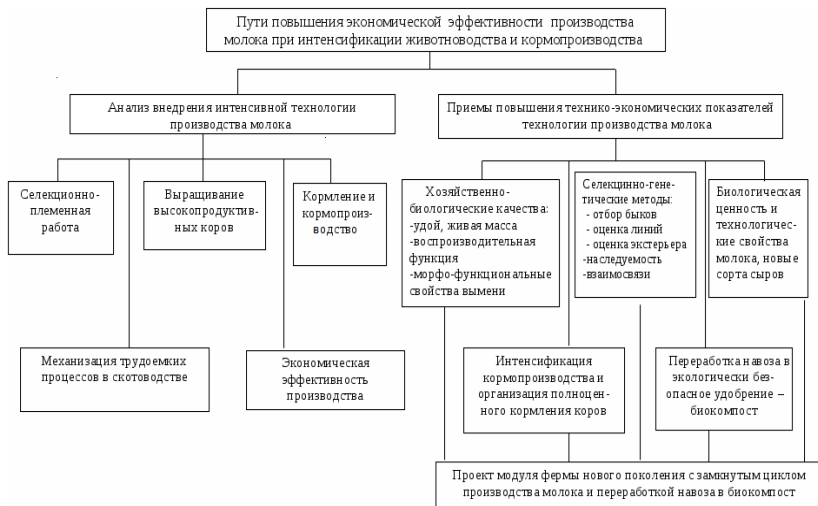 Пути повышения экономической эффективности производства
молока при интенсификации животноводства и кормопроизводства
Анализ внедрения интенсивной технологии
производства молока
Приемы повышения технико-экономических показателей
технологии производства молока
Селекционно-
племенная
работа
Выращивание
высокопродуктив-
ных коров
Кормление и
кормопроиз-
водство
Хозяйственно-
биологические качества:
-удой, живая масса
-воспроизводительная
функция
-морфо-функциональные
свойства вымени
Селекцинно-гене-
тические методы:
- отбор быков
- оценка линий
- оценка экстерьера
-наследуемость
-взаимосвязи
Биологическая
ценность и
технологичес-
кие свойства
молока, новые
сорта сыров
Механизация трудоемких
процессов в скотоводстве
Экономическая
эффективность
производства
Интенсификация
кормопроизводства и
организация полноцен-
ного кормления коров
Переработка навоза в
экологически без-
опасное удобрение –
биокомпост
Проект модуля фермы нового поколения с замкнутым циклом
производства молока и переработкой навоза в биокомпост